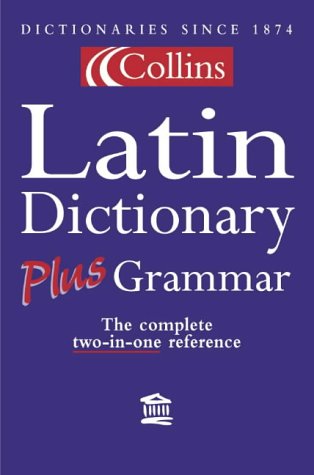 DICTIONARIES SINCE 1874
Collins
Latin
Dictionary
Plus Grammar
The complete
two-in-one reference